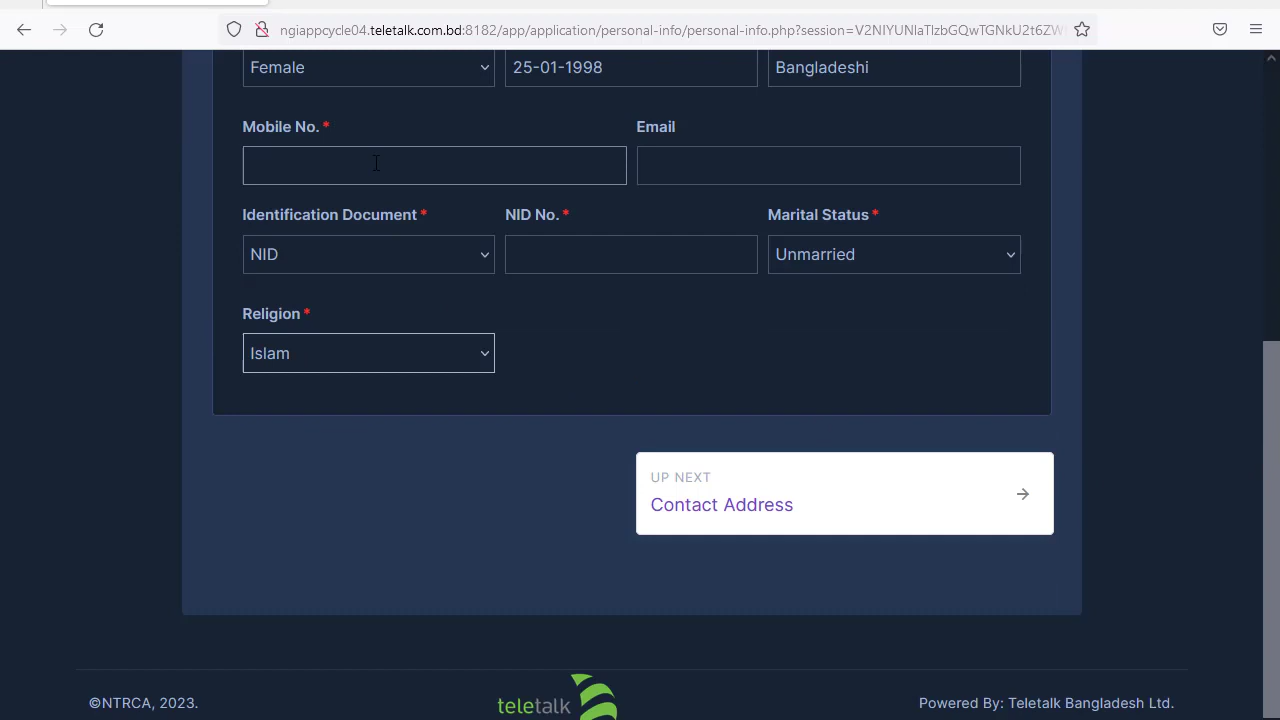 ngiappcycle04.teletalk.com.bd:8182/app/application/personal-info/personal-info.php?session=V2NIYUNlaTlzbGQwTGNkU2t6ZW
Female 25-01-1998 Bangladeshi
Mobile No.* Email
Identification Document* NID No.* Marital Status*
NID Unmarried
Religion*
Islam
UP NEXT
Contact Address
©NTRCA, 2023. teletalk Powered By: Teletalk Bangladesh Ltd.